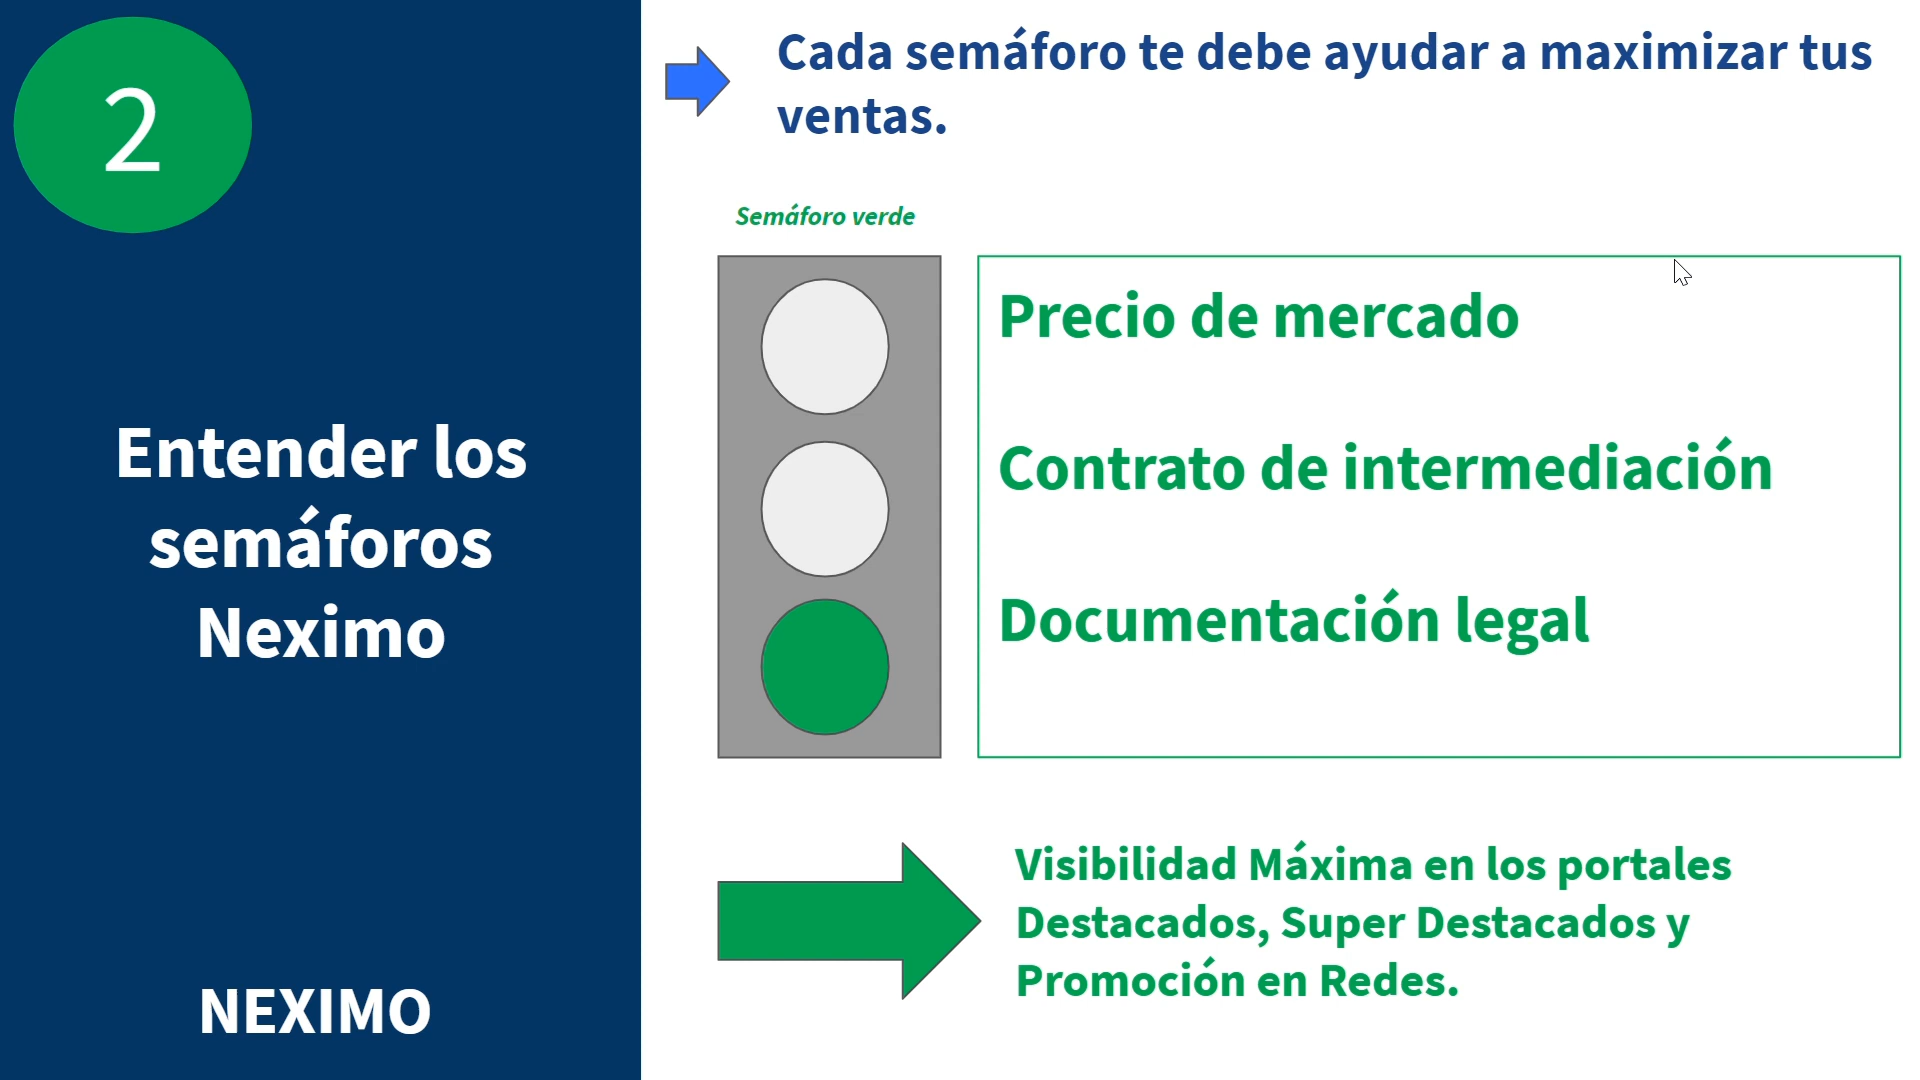 2
Entender los
semáforos
Neximo
NEXIMO
Cada semáforo te debe ayudar a maximizar tus
ventas.
Semáforo verde
Precio de mercado
Contrato de intermediación
Documentación legal
Visibilidad Máxima en los portales
Destacados, Super Destacados y
Promoción en Redes.